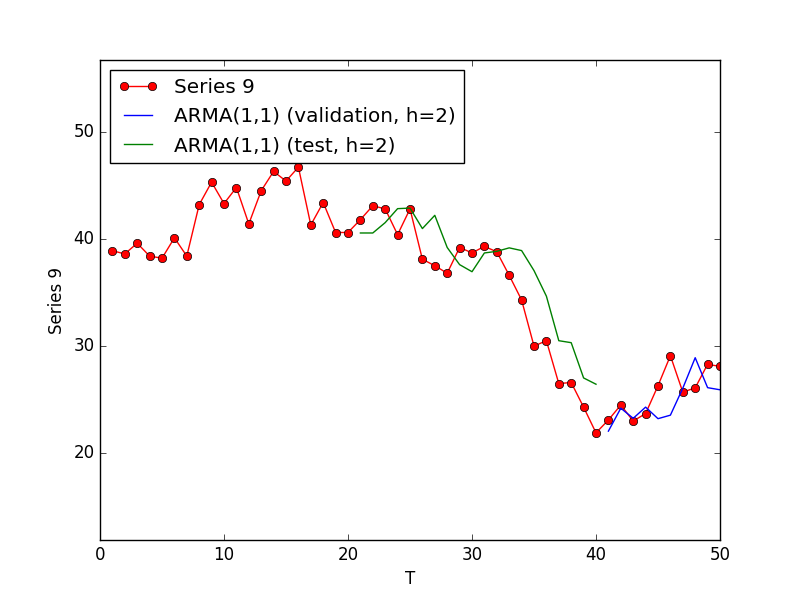 Series 9
ARMA(1,1) (validation, h=2)
ARMA(1,1) (test, h=2)
50
40
30
20
Series 9
0 10 20 30 40 50
T